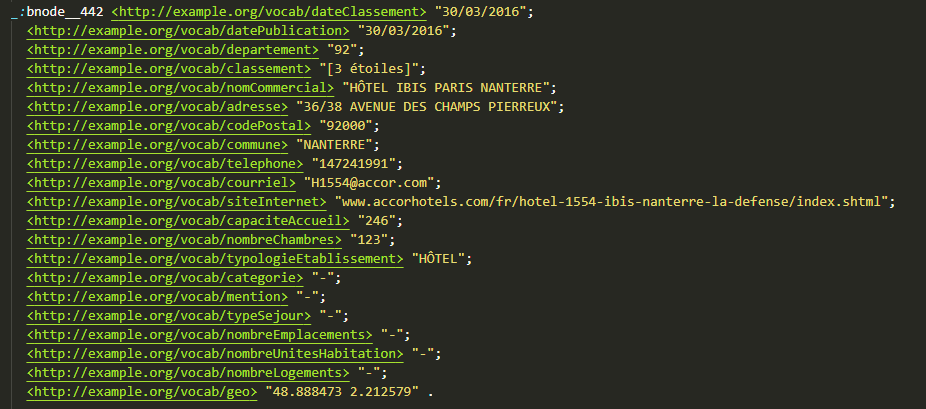 _:bnode__442 <http://example.org/vocab/dateClassement> "30/03/2016";
<http://example.org/vocab/datePublication> "30/03/2016";
<http://example.org/vocab/departement> "92";
<http://example.org/vocab/classement> "[3 étoiles]";
<http://example.org/vocab/nomCommercial> "HÔTEL IBIS PARIS NANTERRE";
<http://example.org/vocab/adresse> "36/38 AVENUE DES CHAMPS PIERREUX";
<http://example.org/vocab/codePostal> "92000";
<http://example.org/vocab/commune> "NANTERRE";
<http://example.org/vocab/telephone> "147241991";
<http://example.org/vocab/courriel> "H1554@accor.com";
<http://example.org/vocab/siteInternet> "www.accorhotels.com/fr/hotel-1554-ibis-nanterre-la-defense/index.shtml";
<http://example.org/vocab/capaciteAccueil> "246";
<http://example.org/vocab/nombreChambres> "123";
<http://example.org/vocab/typologieEtablissement> "HÔTEL";
<http://example.org/vocab/categorie> "-";
<http://example.org/vocab/mention> "-";
<http://example.org/vocab/typeSejour> "-";
<http://example.org/vocab/nombreEmplacements> "-";
<http://example.org/vocab/nombreUnitesHabitation> "-";
<http://example.org/vocab/nombreLogements> "-";
<http://example.org/vocab/geo> "48.888473 2.212579" .